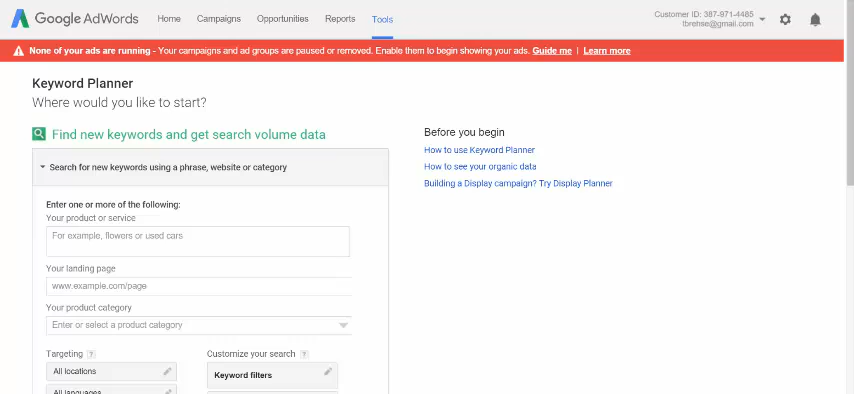 Google AdWords Home Campaigns Opportunities Reports Tools
Customer ID: 387-971-4485
tbrehse@gmail.com
None of your ads are running - Your campaigns and ad groups are paused or removed. Enable them to begin showing your ads. Guide me | Learn more
Keyword Planner
Where would you like to start?
Find new keywords and get search volume data
Search for new keywords using a phrase, website or category
Enter one or more of the following:
Your product or service
For example, flowers or used cars
Your landing page
www.example.com/page
Your product category
Enter or select a product category
Targeting ?
All locations
All languages
Customize your search ?
Keyword filters
Before you begin
How to use Keyword Planner
How to see your organic data
Building a Display campaign? Try Display Planner